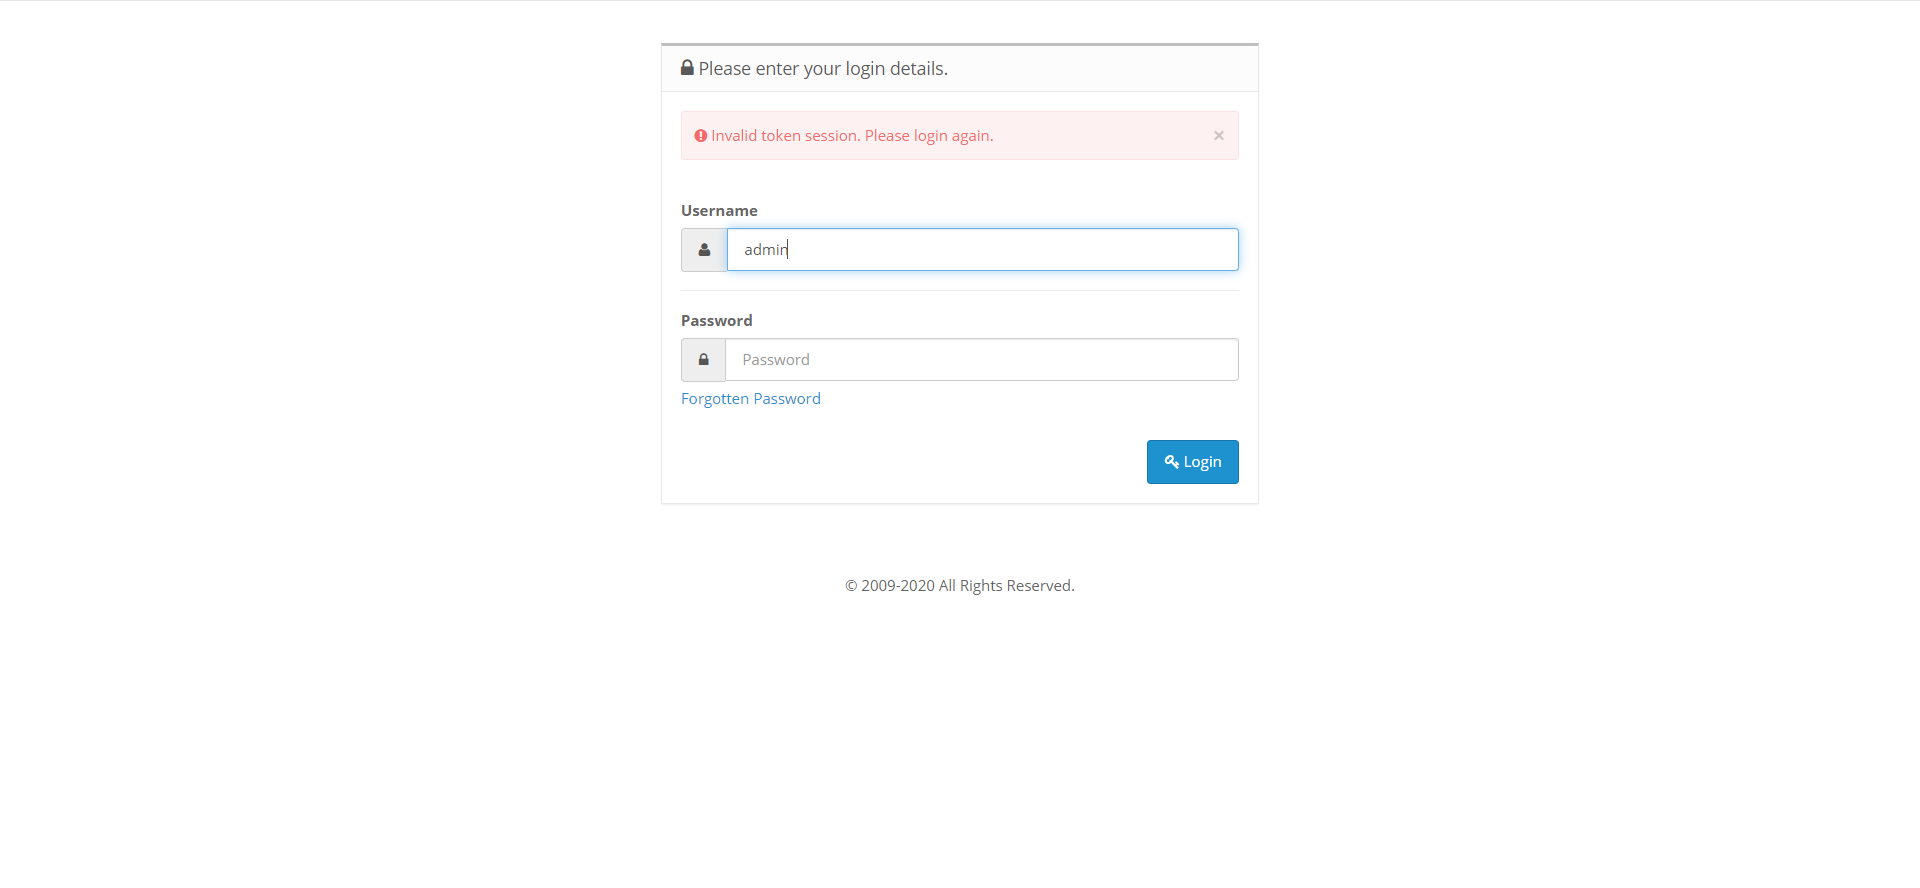 Please enter your login details.
Invalid token session. Please login again.
×
Username
admin
Password
Password
Forgotten Password
Login
© 2009-2020 All Rights Reserved.